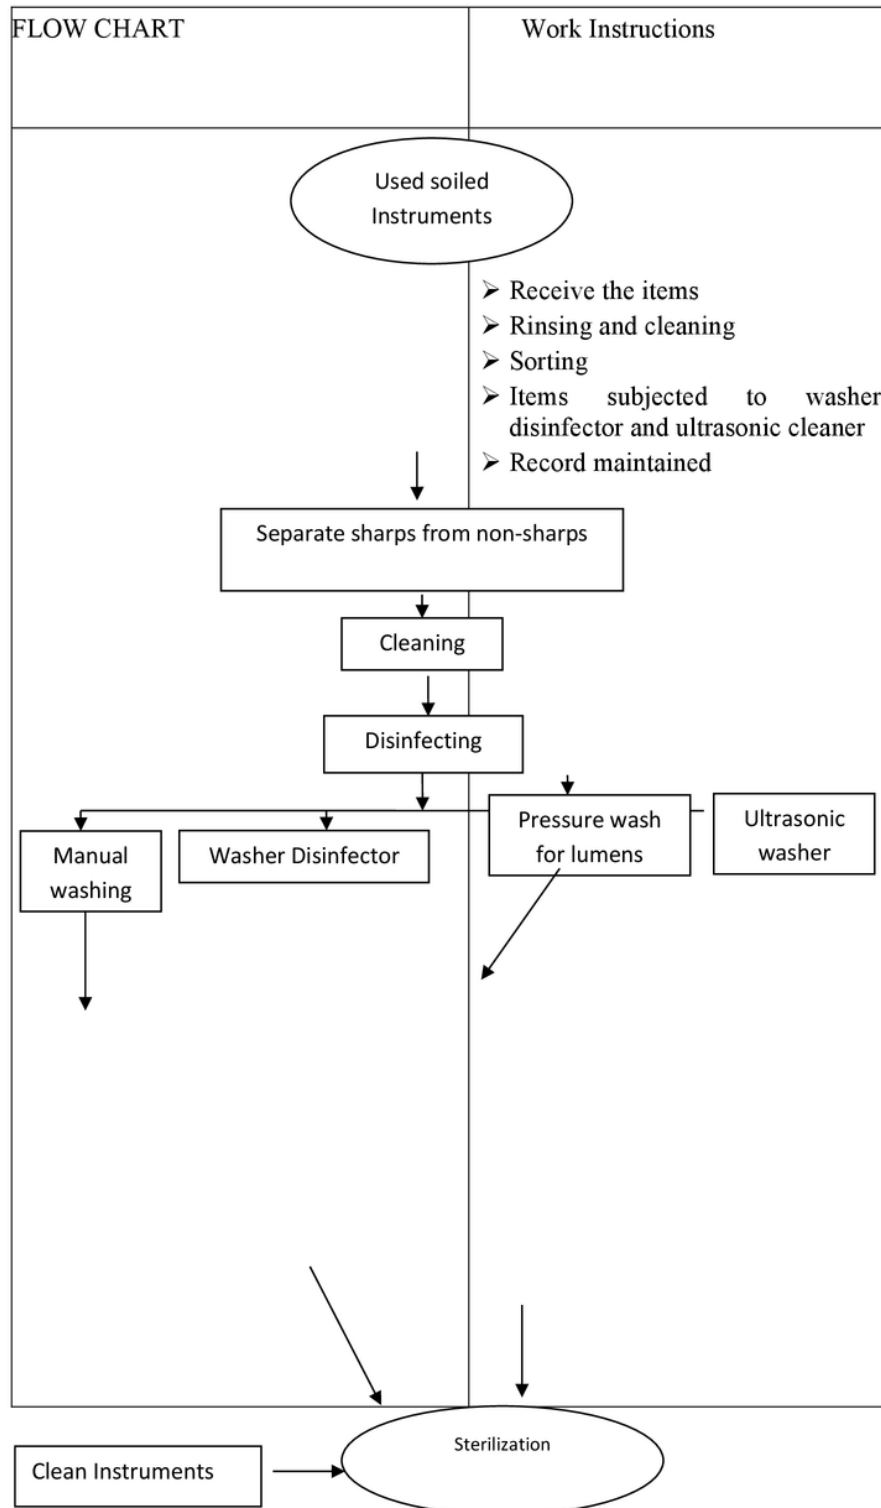 FLOW CHART
Work Instructions
Used soiled
Instruments
➢ Receive the items
➢ Rinsing and cleaning
➢ Sorting
➢ Items subjected to washer
disinfector and ultrasonic cleaner
➢ Record maintained
Separate sharps from non-sharps
Cleaning
Disinfecting
Manual
washing
Washer Disinfector
Pressure wash
for lumens
Ultrasonic
washer
Sterilization
Clean Instruments